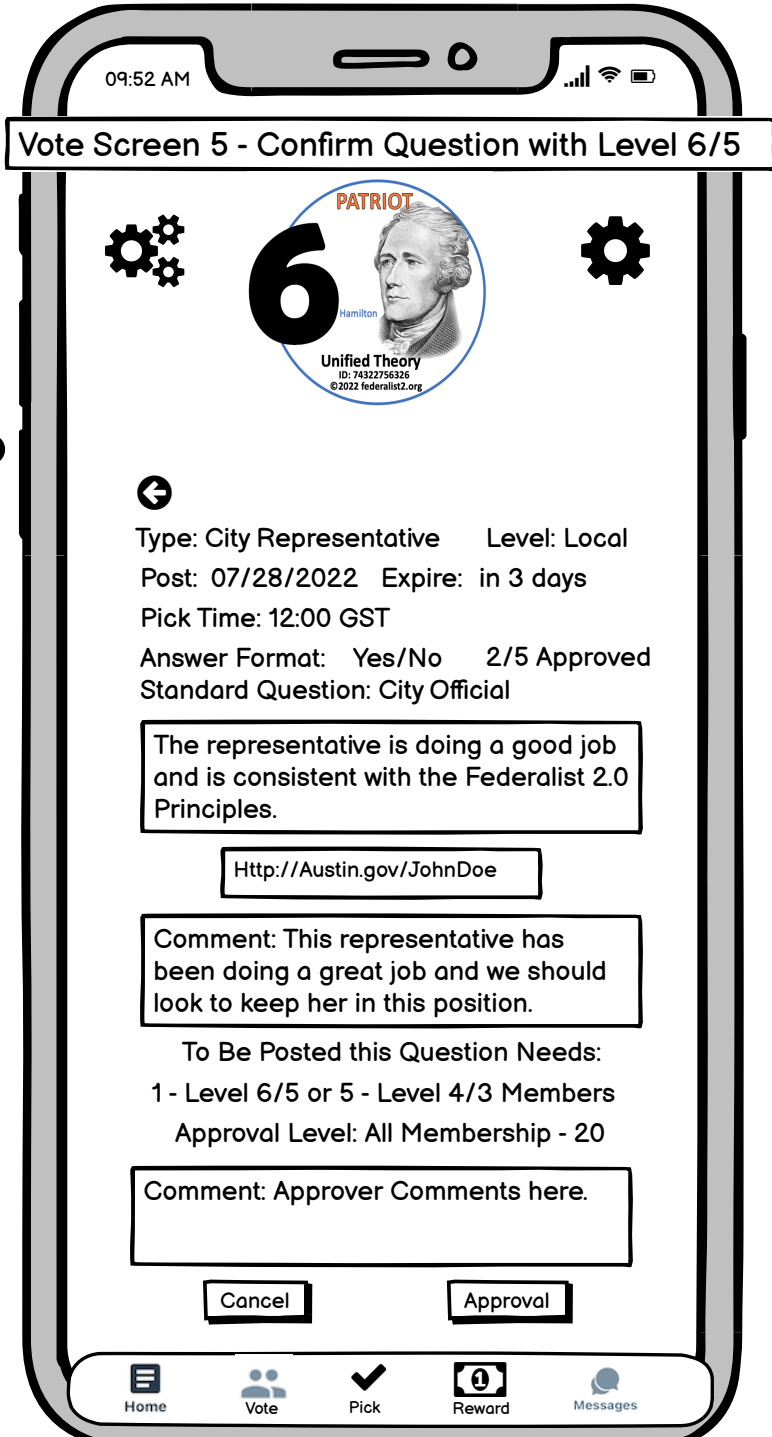 09:52 AM
Vote Screen 5 - Confirm Question with Level 6/5
PATRIOT
6
Hamilton
Unified Theory
ID: 74322756326
©2022 federalist2.org
Type: City Representative Level: Local
Post: 07/28/2022 Expire: in 3 days
Pick Time: 12:00 GST
Answer Format: Yes/No 2/5 Approved
Standard Question: City Official
The representative is doing a good job
and is consistent with the Federalist 2.0
Principles.
Http://Austin.gov/JohnDoe
Comment: This representative has
been doing a great job and we should
look to keep her in this position.
To Be Posted this Question Needs:
1 - Level 6/5 or 5 - Level 4/3 Members
Approval Level: All Membership - 20
Comment: Approver Comments here.
Cancel Approval
1
Home Vote Pick Reward Messages